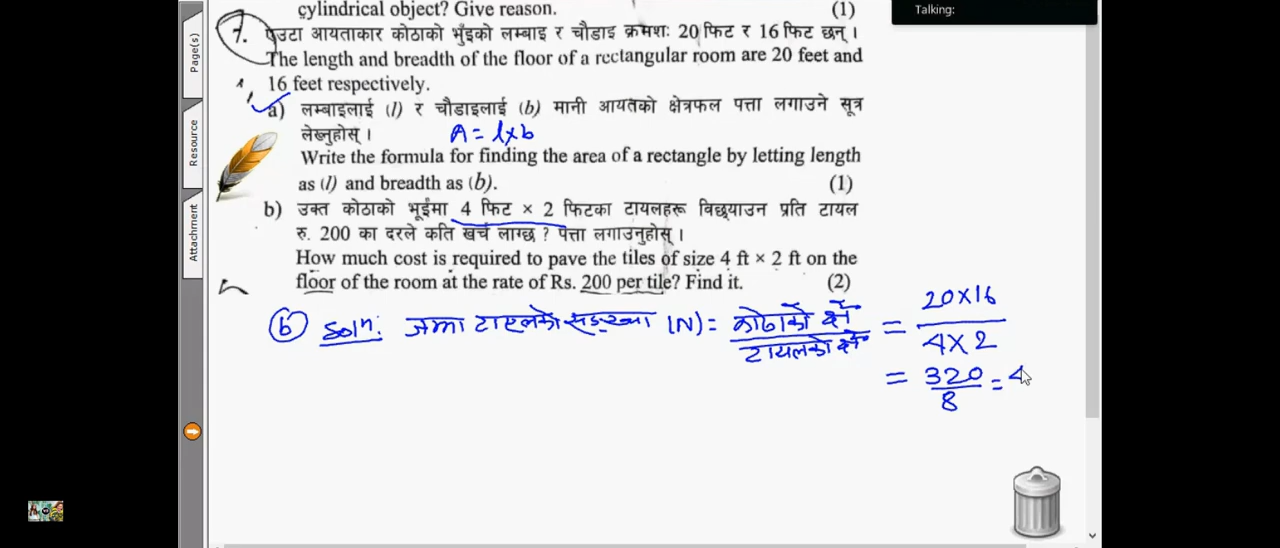 Talking:
Page(s)
Resource
Attachment
cylindrical object? Give reason. (1)
7. एउटा आयताकार कोठाको भुँइको लम्बाइ र चौडाइ क्रमशः 20 फिट र 16 फिट छन् ।
The length and breadth of the floor of a rectangular room are 20 feet and
16 feet respectively.
a) लम्बाइलाई (l) र चौडाइलाई (b) मानी आयतको क्षेत्रफल पत्ता लगाउने सूत्र
लेख्नुहोस् । A = l×b
Write the formula for finding the area of a rectangle by letting length
as (l) and breadth as (b). (1)
b) उक्त कोठाको भूइँमा 4 फिट × 2 फिटका टायलहरू विछ्याउन प्रति टायल
रु. 200 का दरले कति खर्च लाग्छ ? पत्ता लगाउनुहोस् ।
How much cost is required to pave the tiles of size 4 ft × 2 ft on the
floor of the room at the rate of Rs. 200 per tile? Find it. (2)
(b) Solⁿ: जम्मा टाएलको सङ्ख्या (N) = कोठाको क्षे० / टायलको क्षे० = 20×16 / 4×2
= 320 / 8 = 4